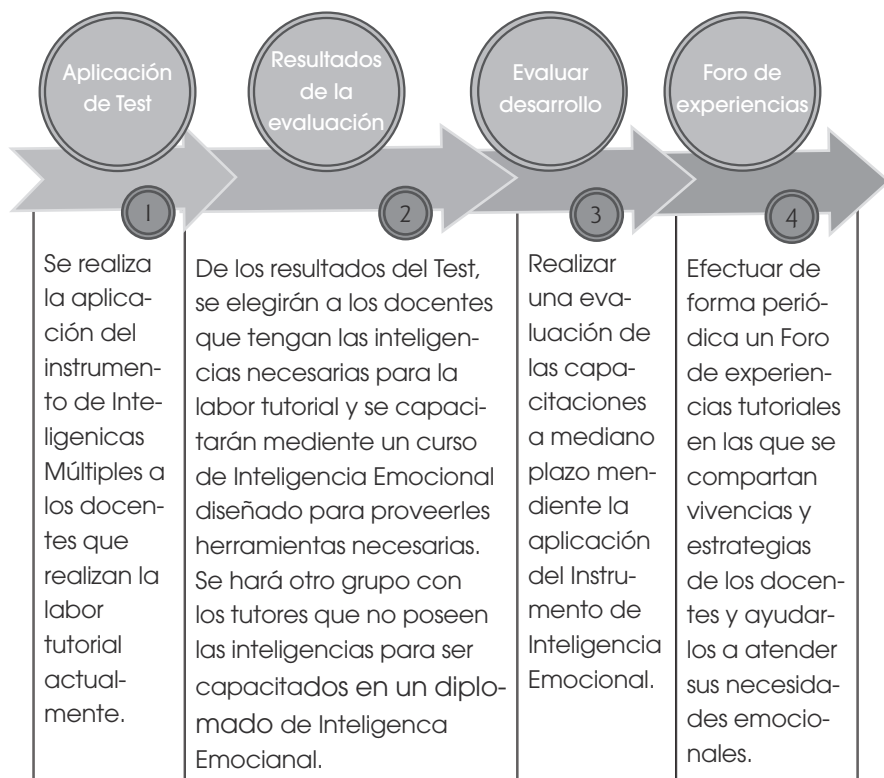 Aplicación
de Test
Resultados
de la
evaluación
Evaluar
desarrollo
Foro de
experiencias
1
2
3
4
Se realiza
la aplica-
ción del
instrumen-
to de Inte-
ligenicas
Múltiples a
los docen-
tes que
realizan la
labor
tutorial
actual-
mente.
De los resultados del Test,
se elegirán a los docentes
que tengan las inteligen-
cias necesarias para la
labor tutorial y se capaci-
tarán mediente un curso
de Inteligencia Emocional
diseñado para proveerles
herramientas necesarias.
Se hará otro grupo con
los tutores que no poseen
las inteligencias para ser
capacitados en un diplo-
mado de Inteligenca
Emocianal.
Realizar
una eva-
luación de
las capa-
citaciones
a mediano
plazo men-
diente la
aplicación
del Instru-
mento de
Inteligencia
Emocional.
Efectuar de
forma perió-
dica un Foro
de experien-
cias tutoriales
en las que se
compartan
vivencias y
estrategias
de los docen-
tes y ayudar-
los a atender
sus necesida-
des emocio-
nales.